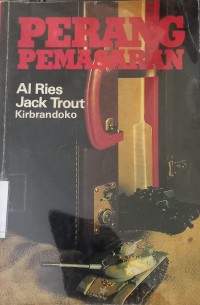 PERANG
PEMASARAN
Al Ries
Jack Trout
Kirbrandoko